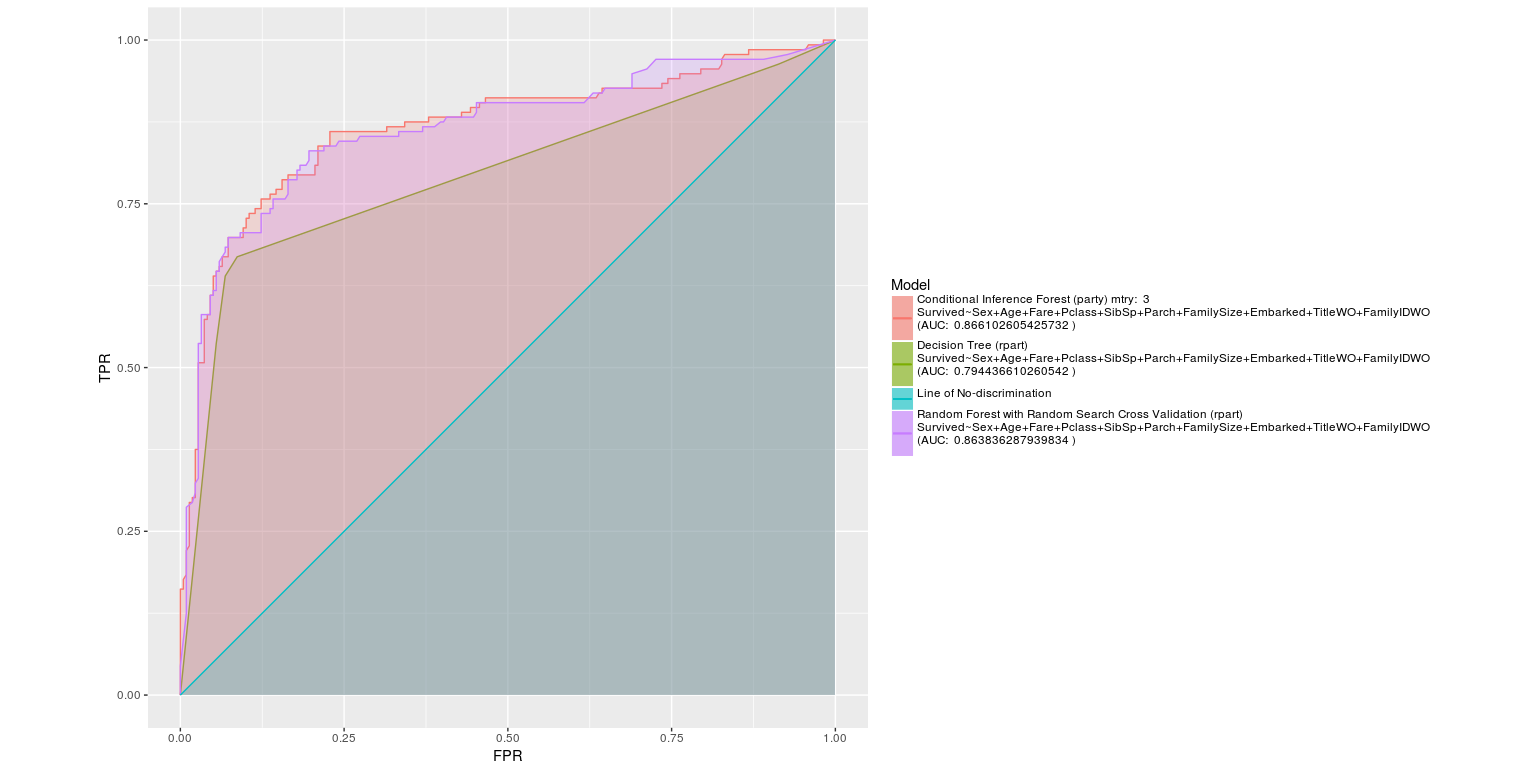 1.00
0.75
0.50
0.25
0.00
TPR
0.00
0.25
0.50
0.75
1.00
FPR
Model
Conditional Inference Forest (party) mtry: 3
Survived~Sex+Age+Fare+Pclass+SibSp+Parch+FamilySize+Embarked+TitleWO+FamilyIDWO
(AUC: 0.866102605425732 )
Decision Tree (rpart)
Survived~Sex+Age+Fare+Pclass+SibSp+Parch+FamilySize+Embarked+TitleWO+FamilyIDWO
(AUC: 0.794436610260542 )
Line of No-discrimination
Random Forest with Random Search Cross Validation (rpart)
Survived~Sex+Age+Fare+Pclass+SibSp+Parch+FamilySize+Embarked+TitleWO+FamilyIDWO
(AUC: 0.863836287939834 )